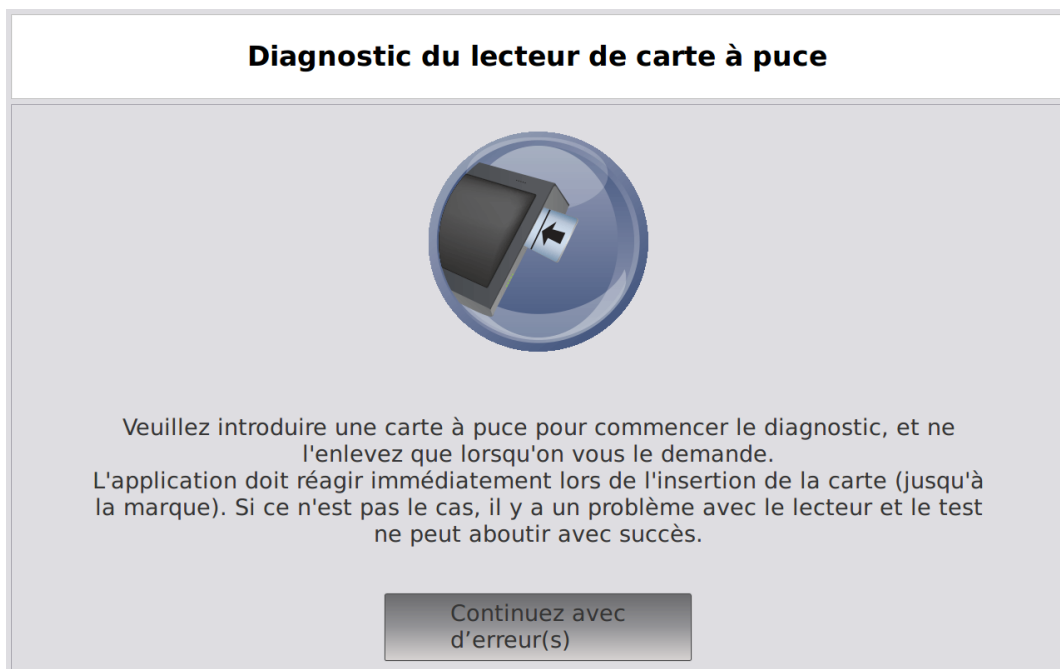 Diagnostic du lecteur de carte à puce
Veuillez introduire une carte à puce pour commencer le diagnostic, et ne
l'enlevez que lorsqu'on vous le demande.
L'application doit réagir immédiatement lors de l'insertion de la carte (jusqu'à
la marque). Si ce n'est pas le cas, il y a un problème avec le lecteur et le test
ne peut aboutir avec succès.
Continuez avec
d’erreur(s)